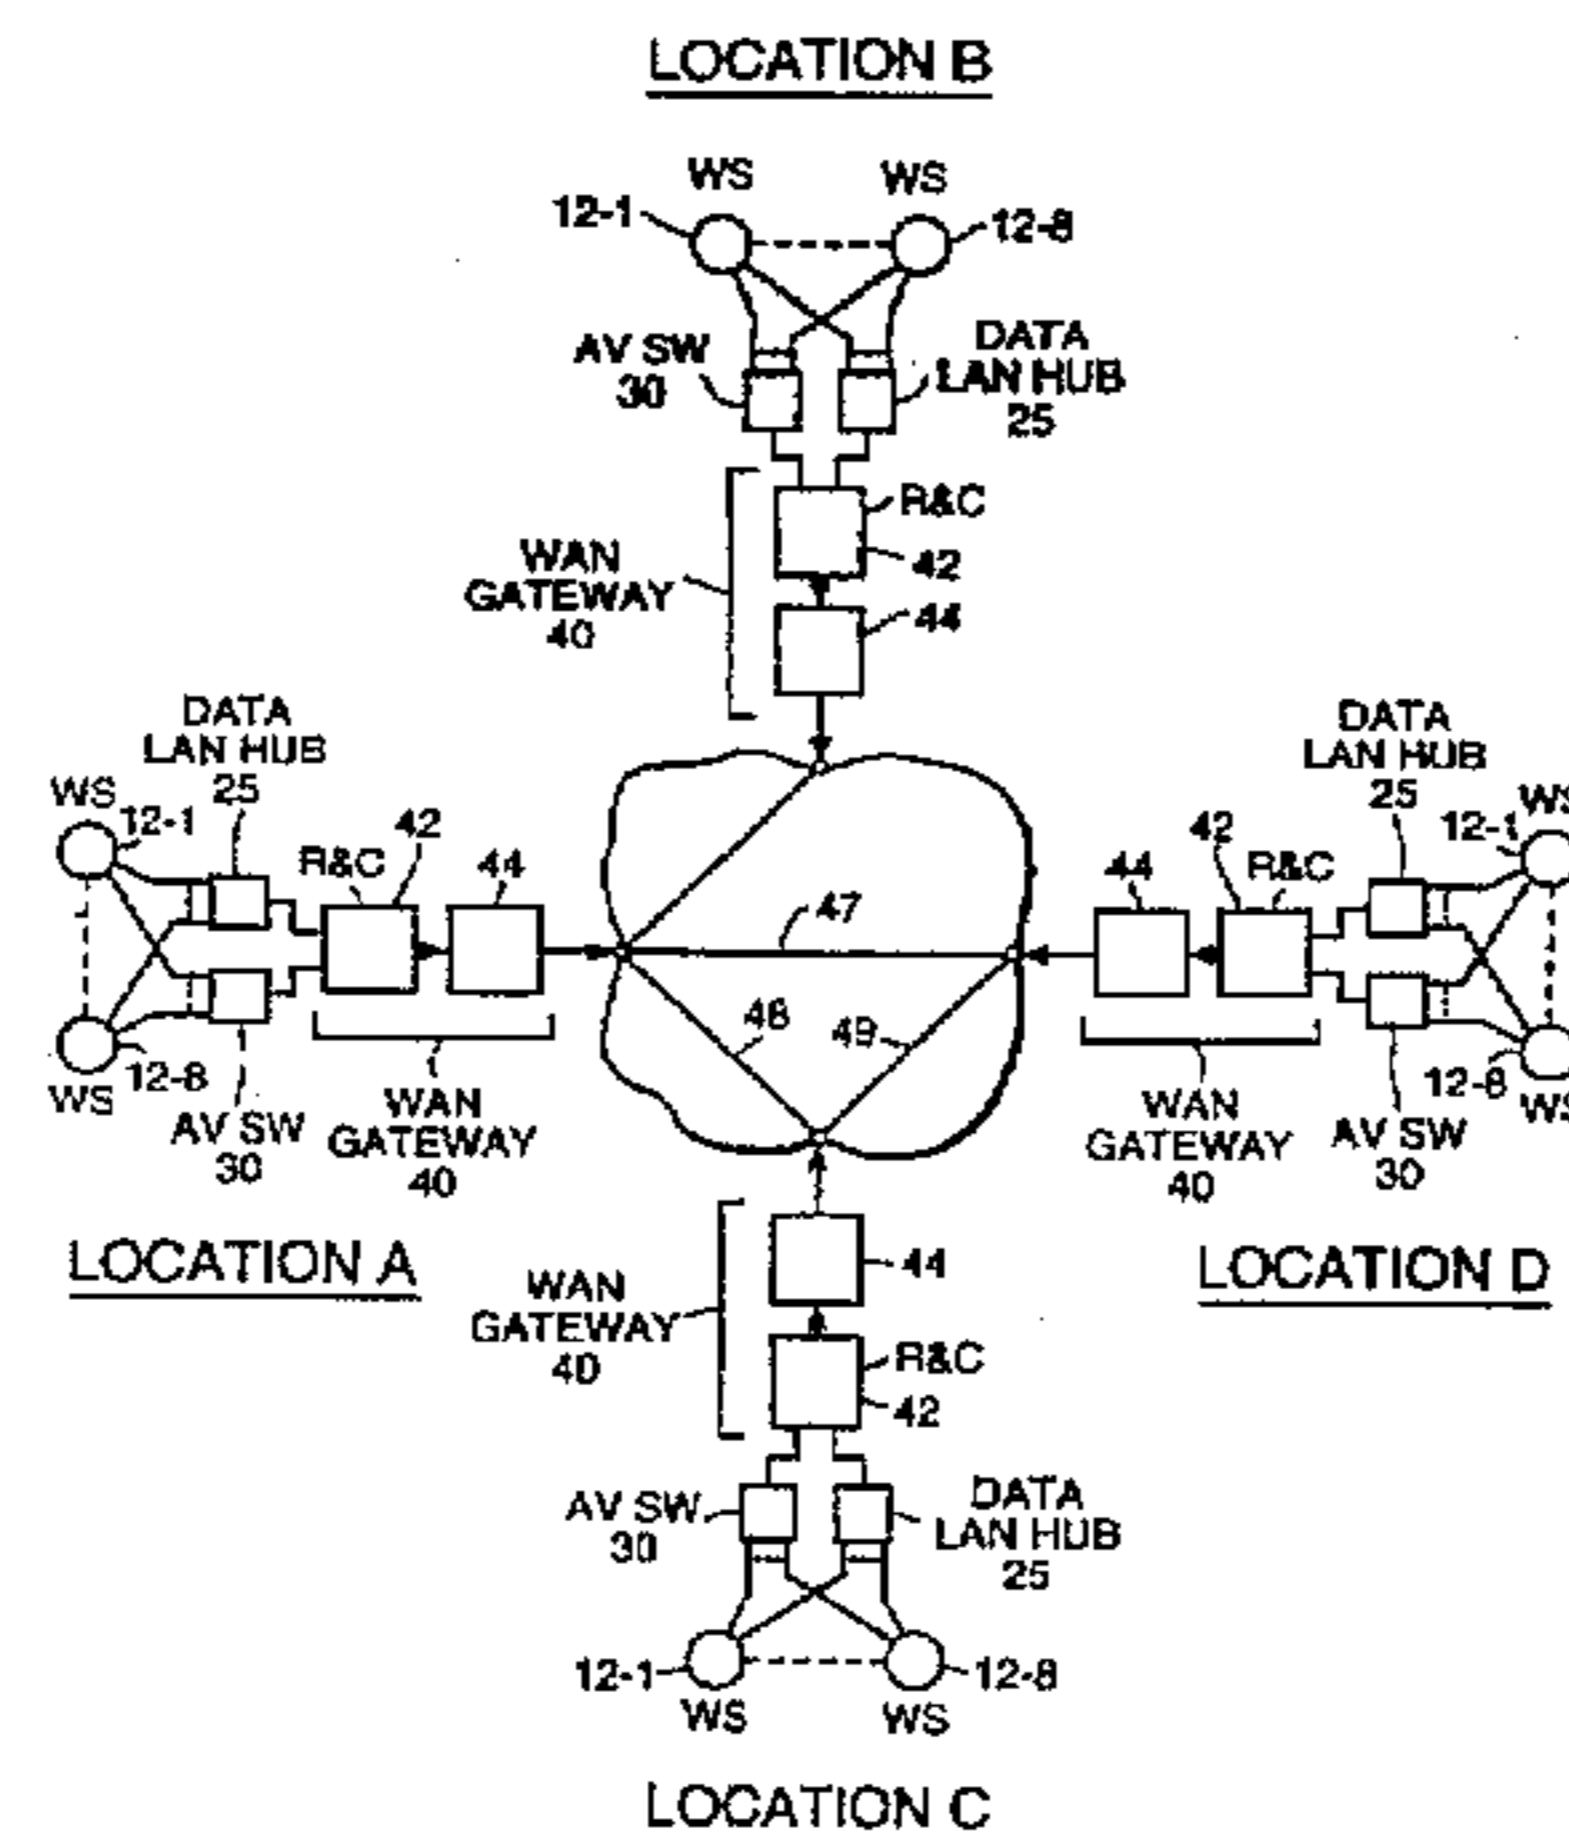 LOCATION B
WS WS
12-1 12-8
AV SW
30
DATA
LAN HUB
25
R&C
42
WAN
GATEWAY
40
44
DATA
LAN HUB
25
WS
12-1
42
R&C
44
12-8
WS
AV SW
30
WAN
GATEWAY
40
LOCATION A
47
48
49
DATA
LAN HUB
25
WS
12-1
42
R&C
44
12-8
WS
WAN
GATEWAY
40
AV SW
30
LOCATION D
44
WAN
GATEWAY
40
R&C
42
AV SW
30
DATA
LAN HUB
25
12-1 12-8
WS WS
LOCATION C